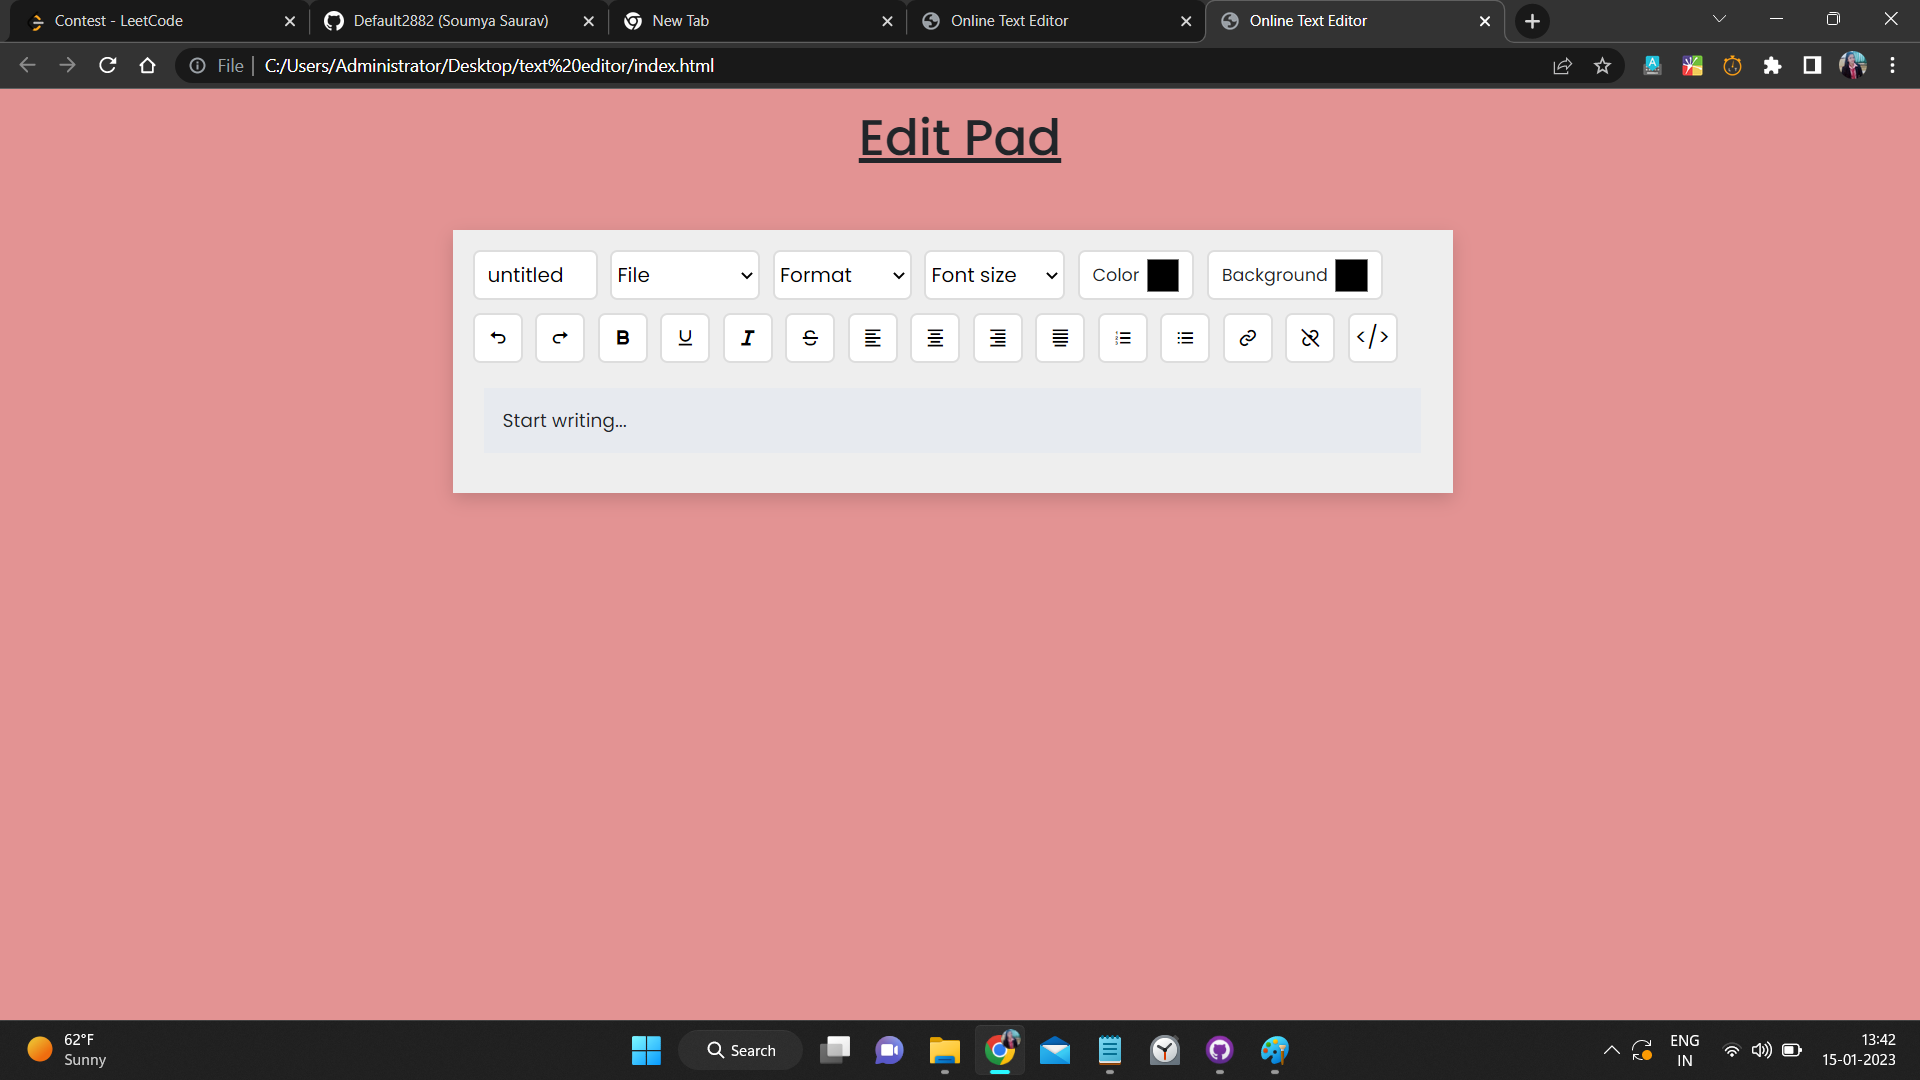 Contest - LeetCode
Default2882 (Soumya Saurav)
New Tab
Online Text Editor
Online Text Editor
File
C:/Users/Administrator/Desktop/text%20editor/index.html
Edit Pad
untitled
File
Format
Font size
Color
Background
B U I S </>
Start writing...
62°F
Sunny
Search
ENG
IN
13:42
15-01-2023